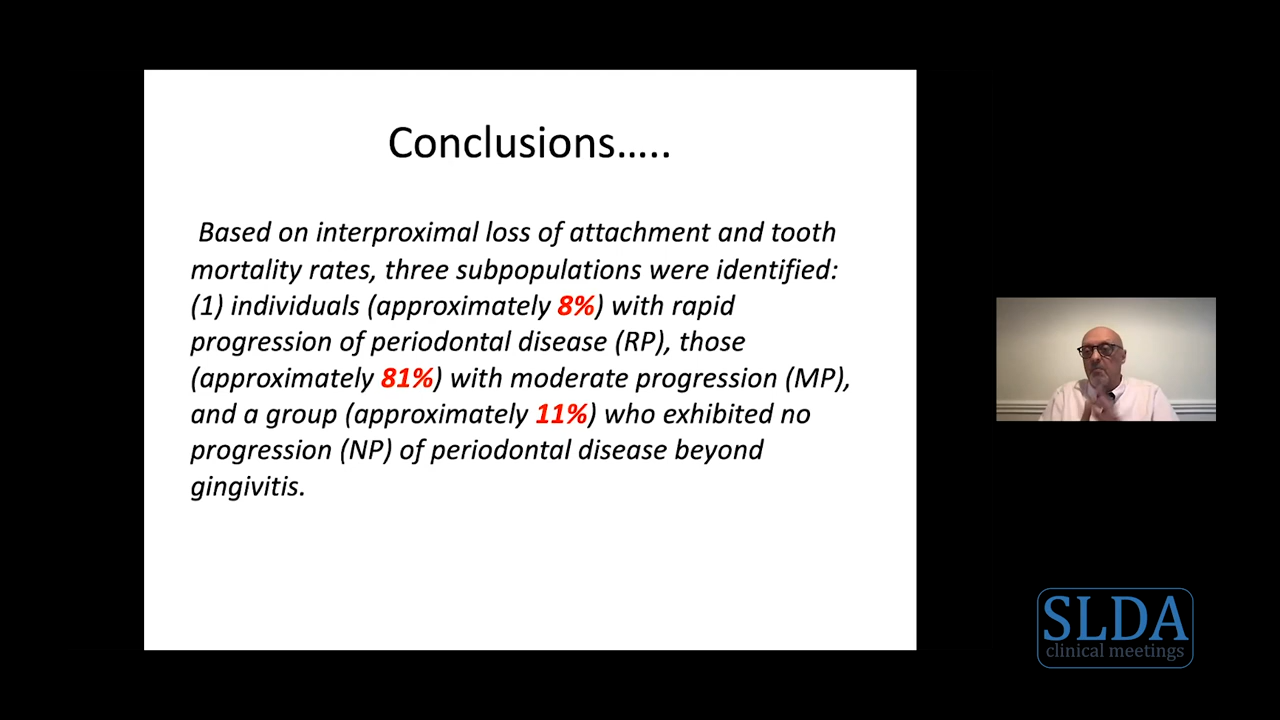 Conclusions…..
Based on interproximal loss of attachment and tooth
mortality rates, three subpopulations were identified:
(1) individuals (approximately 8%) with rapid
progression of periodontal disease (RP), those
(approximately 81%) with moderate progression (MP),
and a group (approximately 11%) who exhibited no
progression (NP) of periodontal disease beyond
gingivitis.
SLDA
clinical meetings